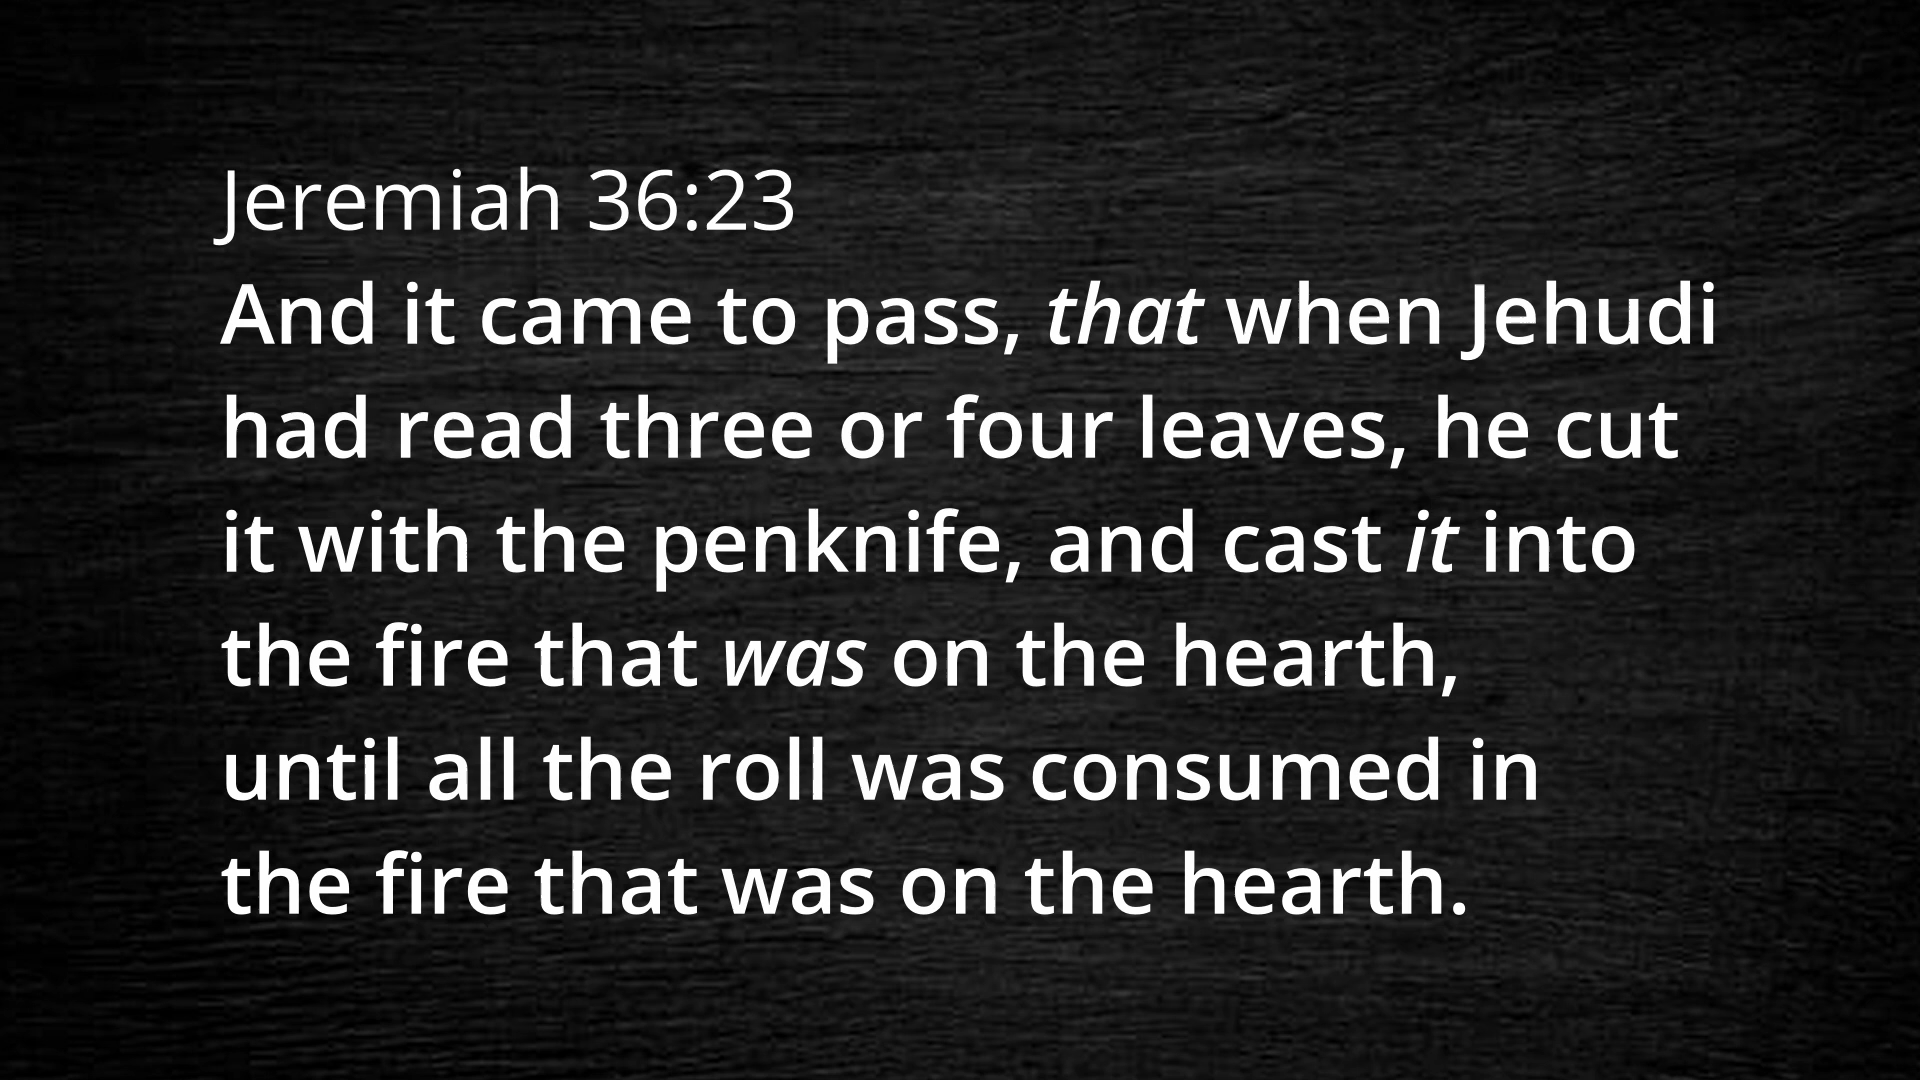 Jeremiah 36:23
And it came to pass, that when Jehudi
had read three or four leaves, he cut
it with the penknife, and cast it into
the fire that was on the hearth,
until all the roll was consumed in
the fire that was on the hearth.